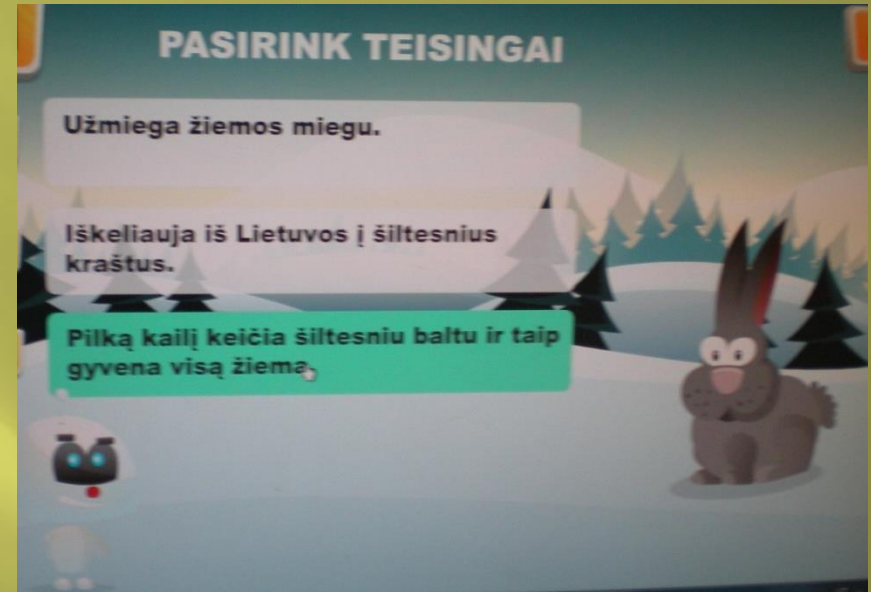 PASIRINK TEISINGAI
Užmiega žiemos miegu.
Iškeliauja iš Lietuvos į šiltesnius
kraštus.
Pilką kailį keičia šiltesniu baltu ir taip
gyvena visą žiemą.